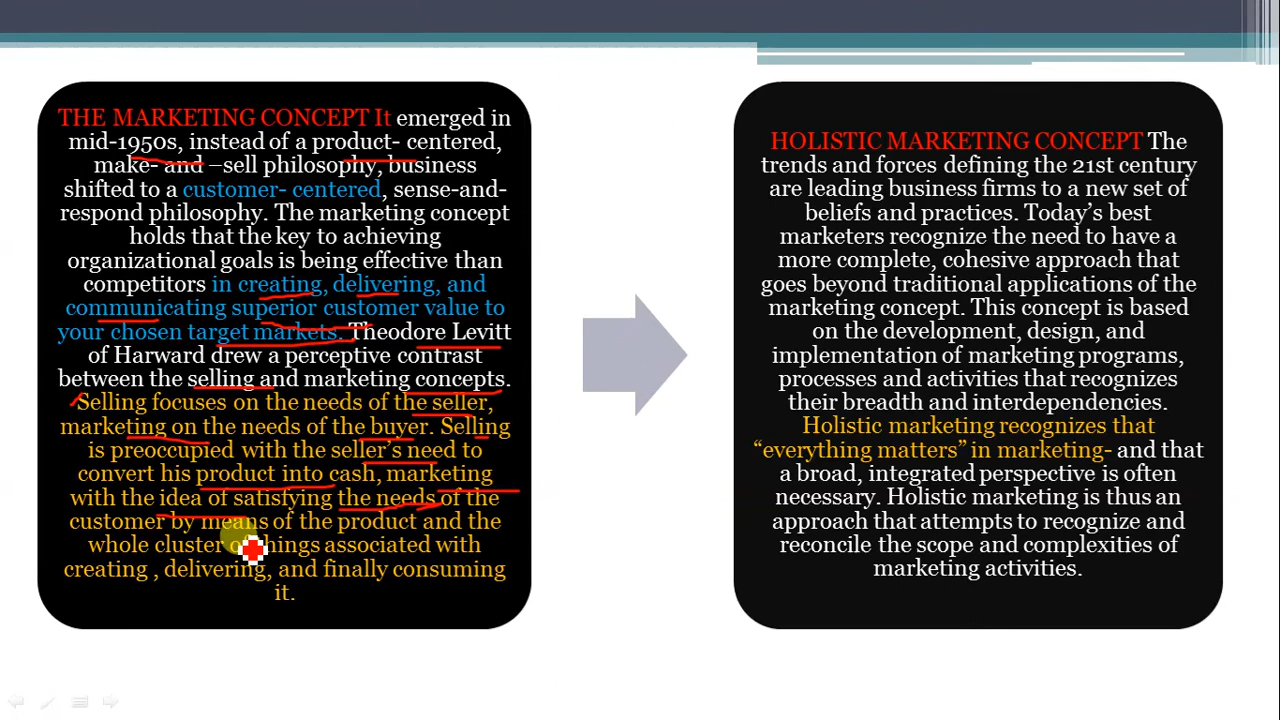 THE MARKETING CONCEPT It emerged in
mid-1950s, instead of a product- centered,
make- and –sell philosophy, business
shifted to a customer- centered, sense-and-
respond philosophy. The marketing concept
holds that the key to achieving
organizational goals is being effective than
competitors in creating, delivering, and
communicating superior customer value to
your chosen target markets. Theodore Levitt
of Harward drew a perceptive contrast
between the selling and marketing concepts.
Selling focuses on the needs of the seller,
marketing on the needs of the buyer. Selling
is preoccupied with the seller's need to
convert his product into cash, marketing
with the idea of satisfying the needs of the
customer by means of the product and the
whole cluster of things associated with
creating , delivering, and finally consuming
it.
HOLISTIC MARKETING CONCEPT The
trends and forces defining the 21st century
are leading business firms to a new set of
beliefs and practices. Today's best
marketers recognize the need to have a
more complete, cohesive approach that
goes beyond traditional applications of the
marketing concept. This concept is based
on the development, design, and
implementation of marketing programs,
processes and activities that recognizes
their breadth and interdependencies.
Holistic marketing recognizes that
“everything matters” in marketing- and that
a broad, integrated perspective is often
necessary. Holistic marketing is thus an
approach that attempts to recognize and
reconcile the scope and complexities of
marketing activities.